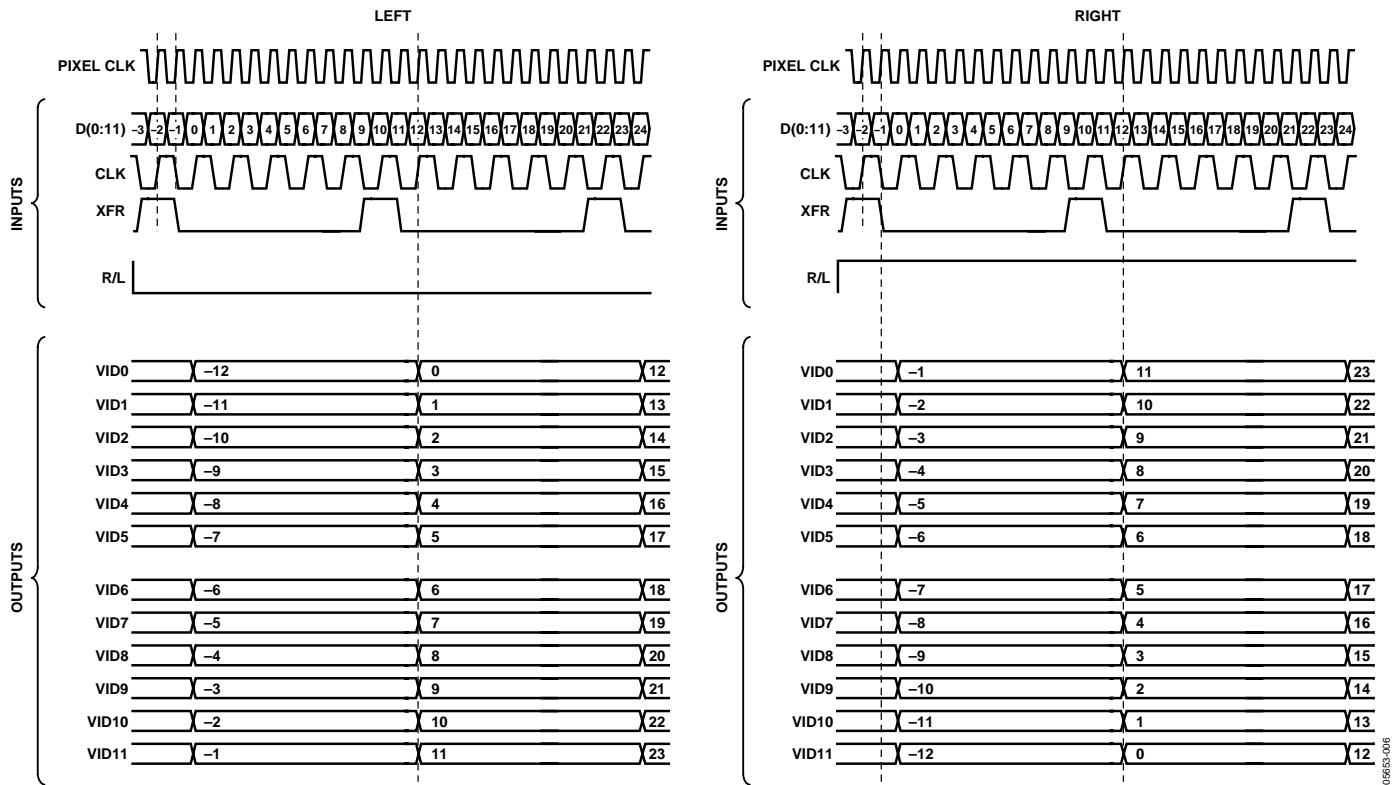 LEFT
PIXEL CLK
INPUTS
D(0:11) –3 –2 –1 0 1 2 3 4 5 6 7 8 9 10 11 12 13 14 15 16 17 18 19 20 21 22 23 24
CLK
XFR
R/L
OUTPUTS
VID0 –12 0 12
VID1 –11 1 13
VID2 –10 2 14
VID3 –9 3 15
VID4 –8 4 16
VID5 –7 5 17
VID6 –6 6 18
VID7 –5 7 19
VID8 –4 8 20
VID9 –3 9 21
VID10 –2 10 22
VID11 –1 11 23
RIGHT
PIXEL CLK
INPUTS
D(0:11) –3 –2 –1 0 1 2 3 4 5 6 7 8 9 10 11 12 13 14 15 16 17 18 19 20 21 22 23 24
CLK
XFR
R/L
OUTPUTS
VID0 –1 11 23
VID1 –2 10 22
VID2 –3 9 21
VID3 –4 8 20
VID4 –5 7 19
VID5 –6 6 18
VID6 –7 5 17
VID7 –8 4 16
VID8 –9 3 15
VID9 –10 2 14
VID10 –11 1 13
VID11 –12 0 12
05653-006